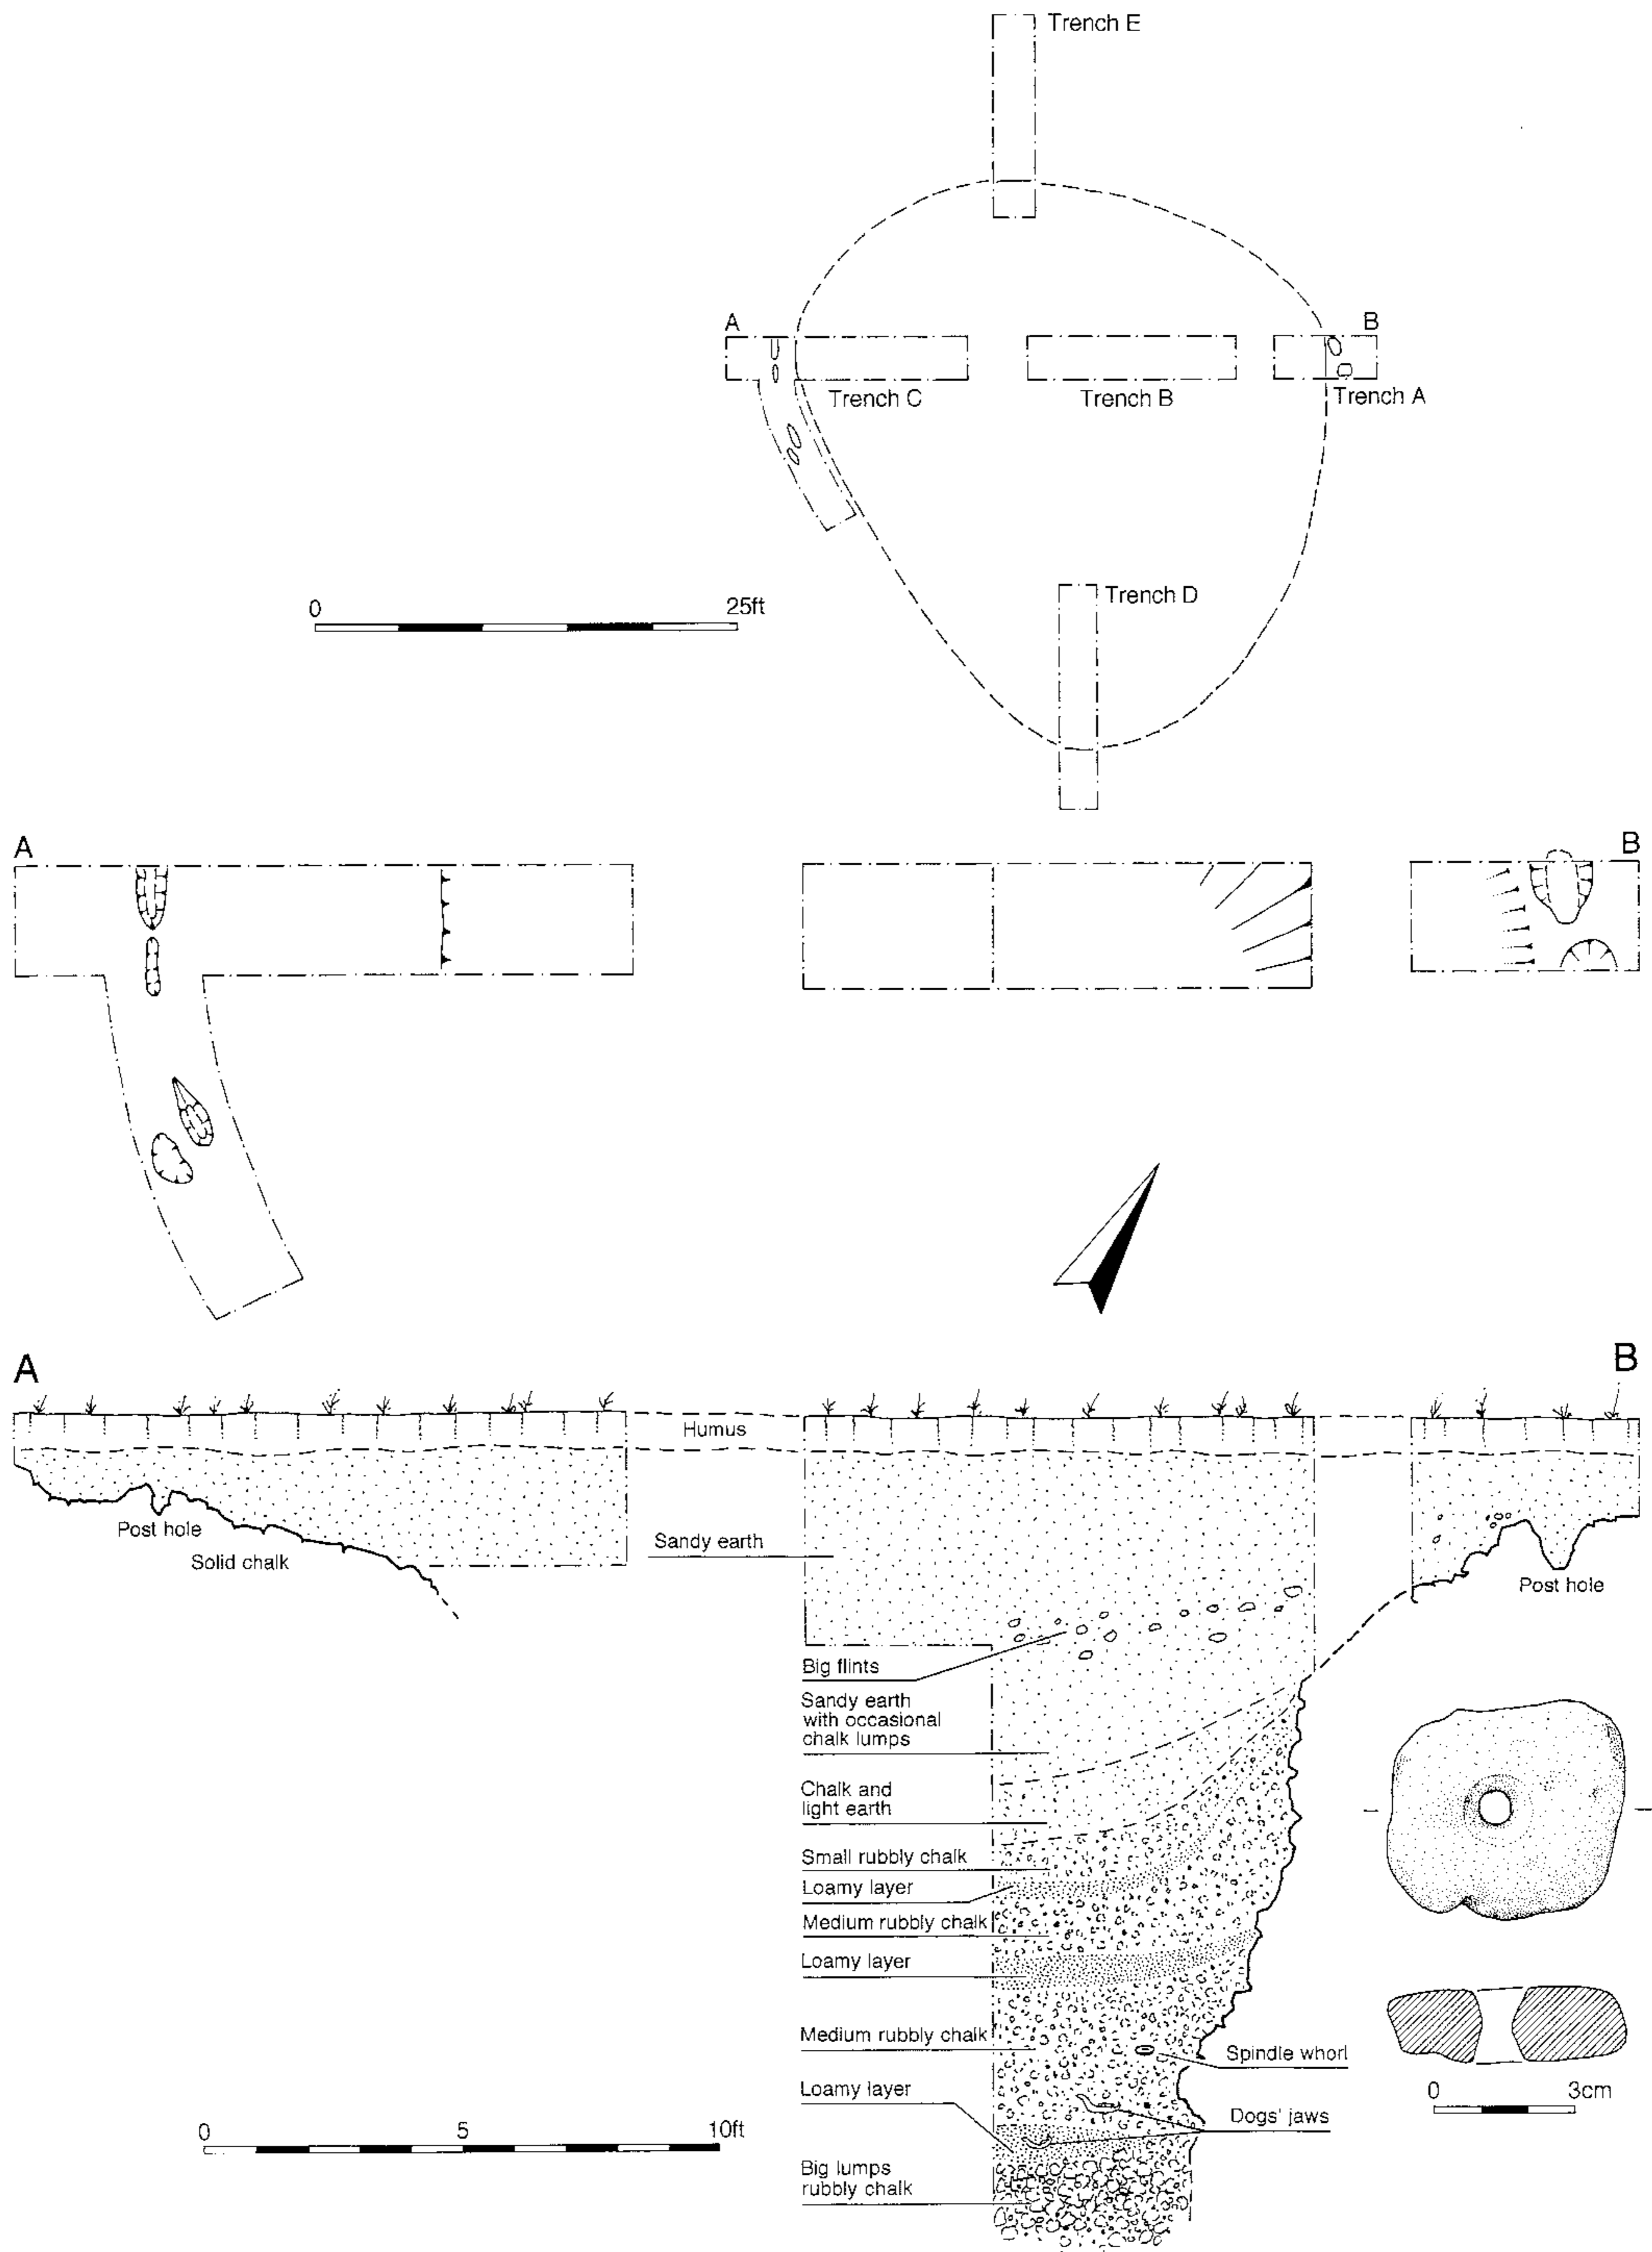 Trench E
A
B
Trench C
Trench B
Trench A
0
25ft
Trench D
A
B
A
B
Humus
Post hole
Solid chalk
Sandy earth
Post hole
Big flints
Sandy earth
with occasional
chalk lumps
Chalk and
light earth
Small rubbly chalk
Loamy layer
Medium rubbly chalk
Loamy layer
Medium rubbly chalk
Spindle whorl
Loamy layer
0
3cm
Dogs' jaws
0
5
10ft
Big lumps
rubbly chalk